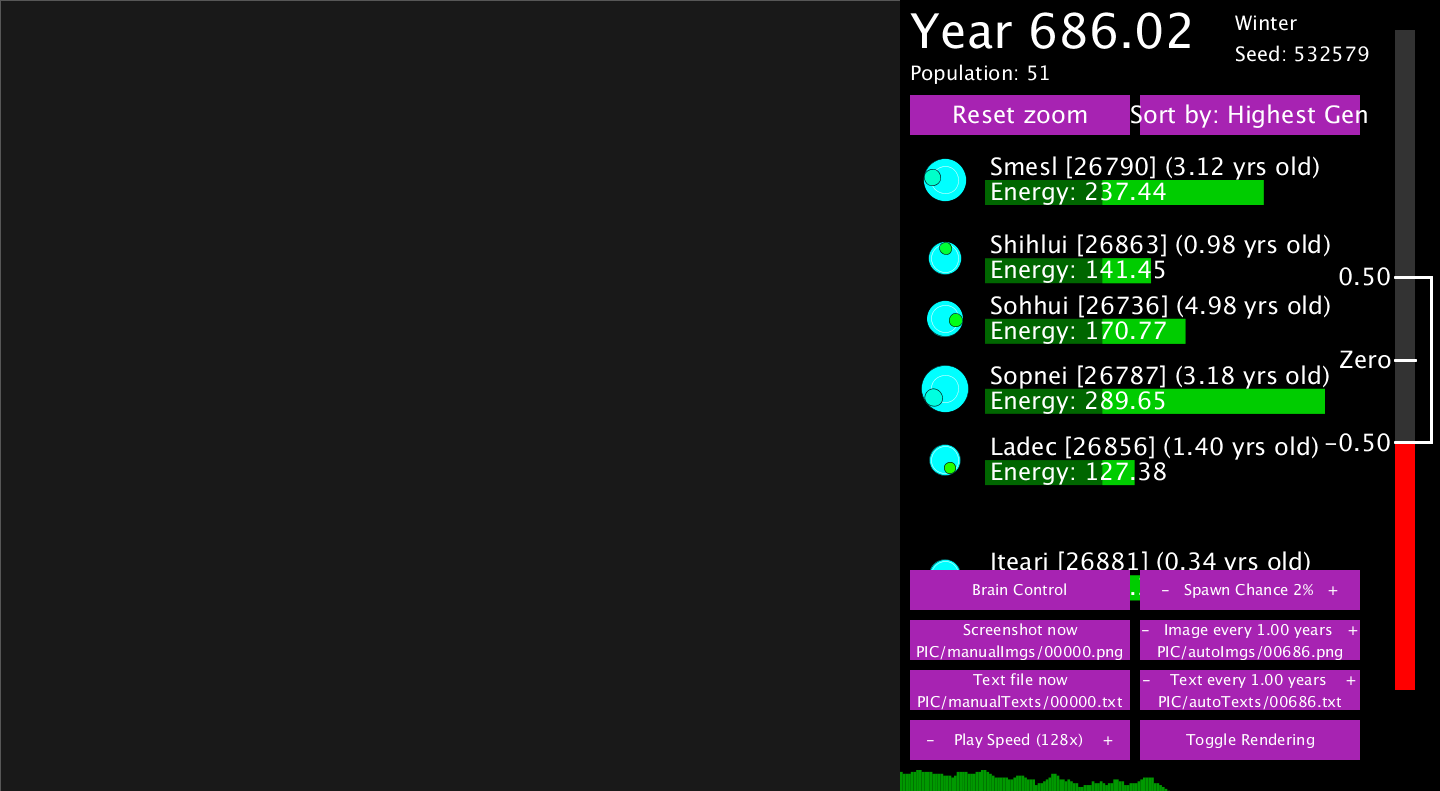 Year 686.02
Winter
Seed: 532579
Population: 51
Reset zoom
Sort by: Highest Gen
Smesl [26790] (3.12 yrs old)
Energy: 237.44
Shihlui [26863] (0.98 yrs old)
Energy: 141.45
0.50
Sohhui [26736] (4.98 yrs old)
Energy: 170.77
Zero
Sopnei [26787] (3.18 yrs old)
Energy: 289.65
-0.50
Ladec [26856] (1.40 yrs old)
Energy: 127.38
Iteari [26881] (0.34 yrs old)
Brain Control
- Spawn Chance 2% +
Screenshot now
PIC/manualImgs/00000.png
- Image every 1.00 years +
PIC/autoImgs/00686.png
Text file now
PIC/manualTexts/00000.txt
- Text every 1.00 years +
PIC/autoTexts/00686.txt
- Play Speed (128x) +
Toggle Rendering